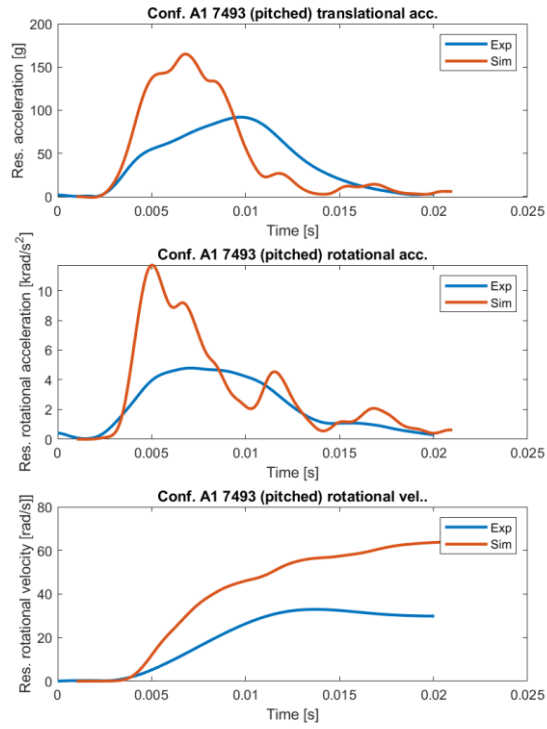 Conf. A1 7493 (pitched) translational acc.
Res. acceleration [g]
200
150
100
50
0
Exp
Sim
0
0.005
0.01
0.015
0.02
0.025
Time [s]
Conf. A1 7493 (pitched) rotational acc.
Res. rotational acceleration [krad/s²]
10
8
6
4
2
0
Exp
Sim
0
0.005
0.01
0.015
0.02
0.025
Time [s]
Conf. A1 7493 (pitched) rotational vel..
Res. rotational velocity [rad/s]]
80
60
40
20
0
Exp
Sim
0
0.005
0.01
0.015
0.02
0.025
Time [s]